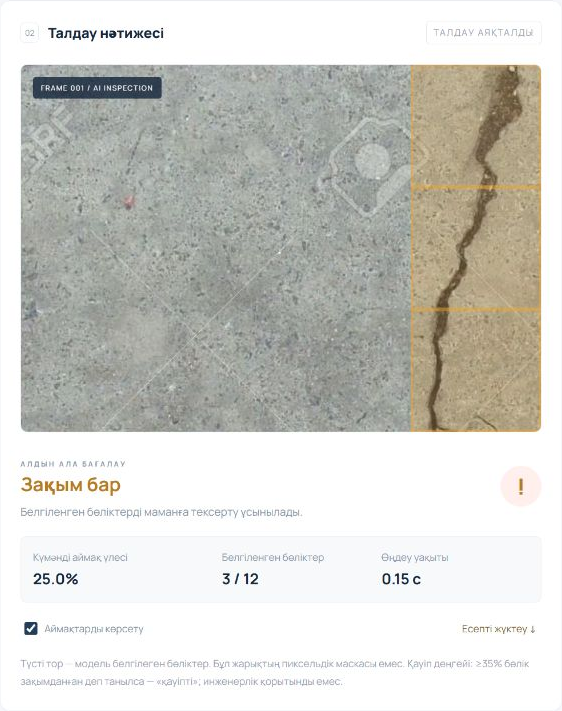 02 Талдау нәтижесі
ТАЛДАУ АЯҚТАЛДЫ
FRAME 001 / AI INSPECTION
АЛДЫН АЛА БАҒАЛАУ
Зақым бар
!
Белгіленген бөліктерді маманға тексерту ұсынылады.
Күмәнді аймақ үлесі
25.0%
Белгіленген бөліктер
3 / 12
Өңдеу уақыты
0.15 с
Аймақтарды көрсету
Есепті жүктеу ↓
Түсті тор — модель белгілеген бөліктер. Бұл жарықтың пиксельдік маскасы емес. Қауіп деңгейі: ≥35% бөлік
зақымданған деп танылса — «қауіпті»; инженерлік қорытынды емес.